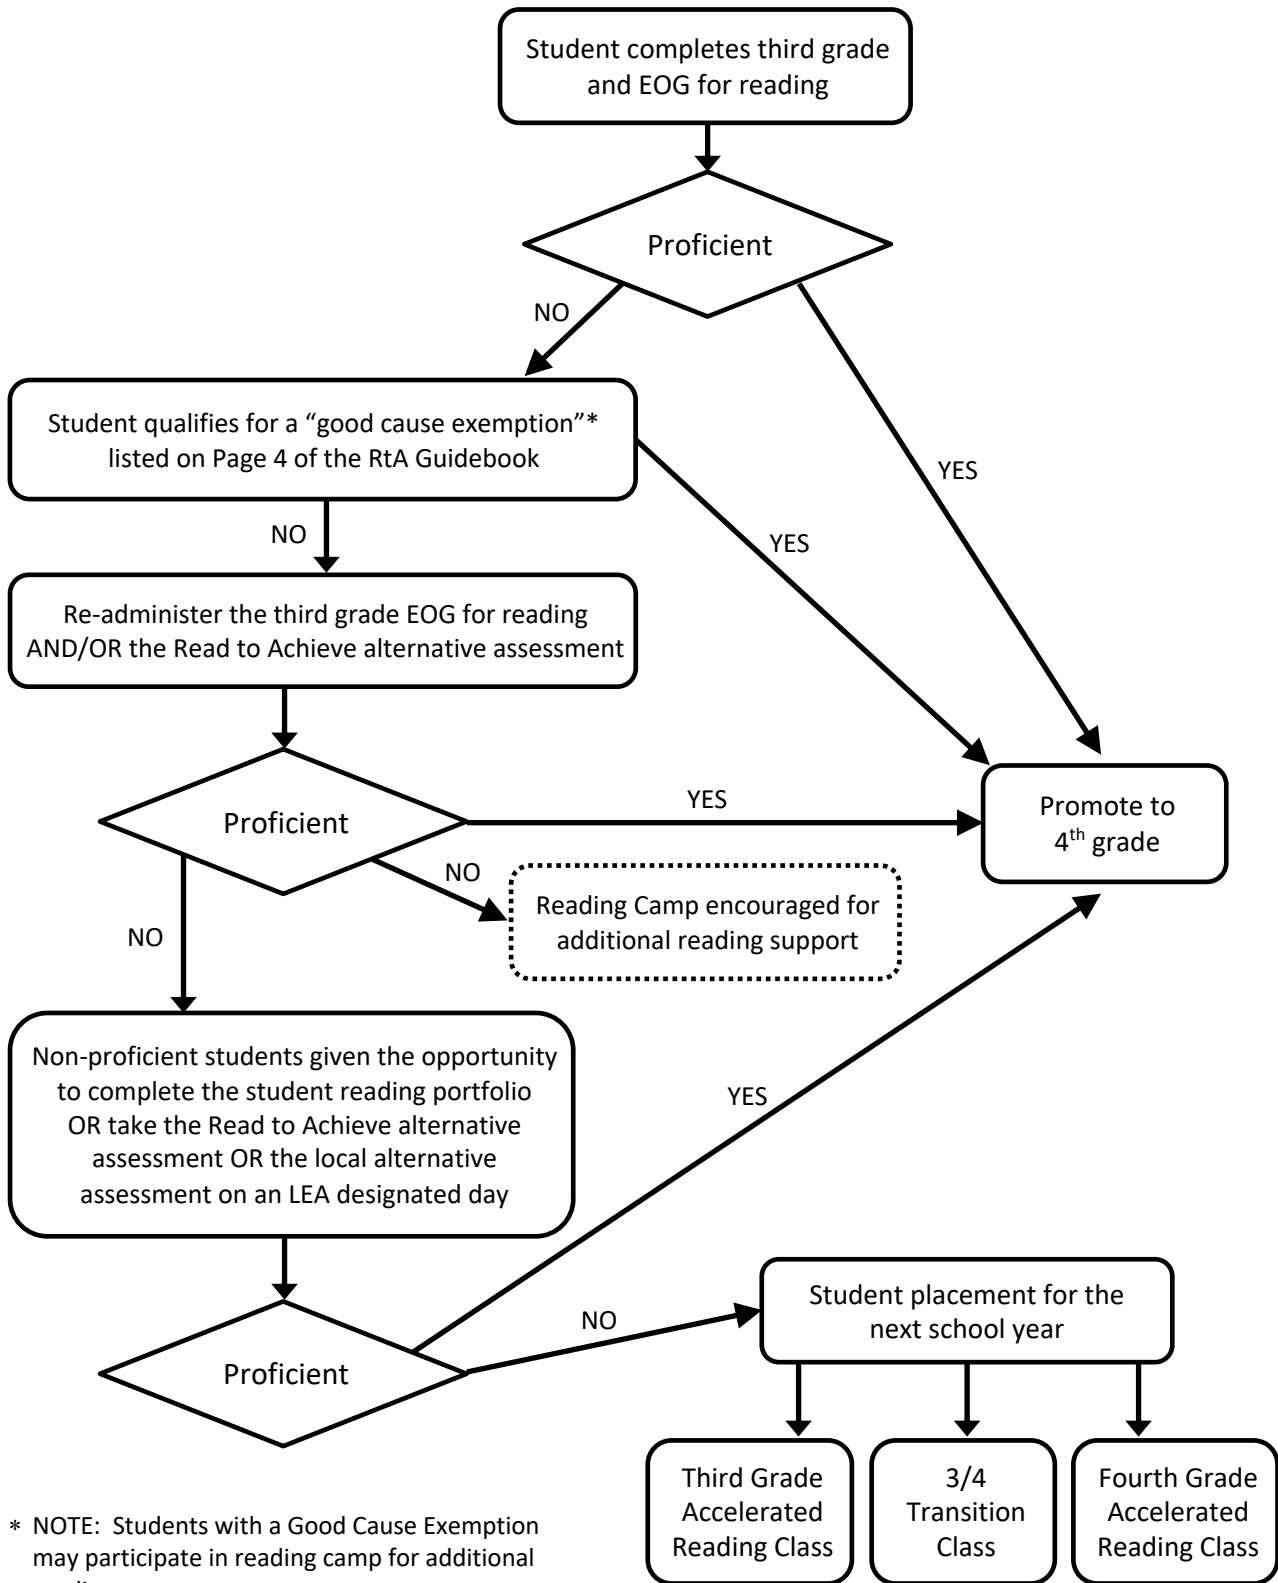 Student completes third grade
and EOG for reading
Proficient
NO
YES
Student qualifies for a “good cause exemption”*
listed on Page 4 of the RtA Guidebook
NO
YES
Re-administer the third grade EOG for reading
AND/OR the Read to Achieve alternative assessment
Proficient
YES
Promote to
4th grade
NO
Reading Camp encouraged for
additional reading support
NO
Non-proficient students given the opportunity
to complete the student reading portfolio
OR take the Read to Achieve alternative
assessment OR the local alternative
assessment on an LEA designated day
YES
Proficient
NO
Student placement for the
next school year
Third Grade
Accelerated
Reading Class
3/4
Transition
Class
Fourth Grade
Accelerated
Reading Class
* NOTE: Students with a Good Cause Exemption
may participate in reading camp for additional